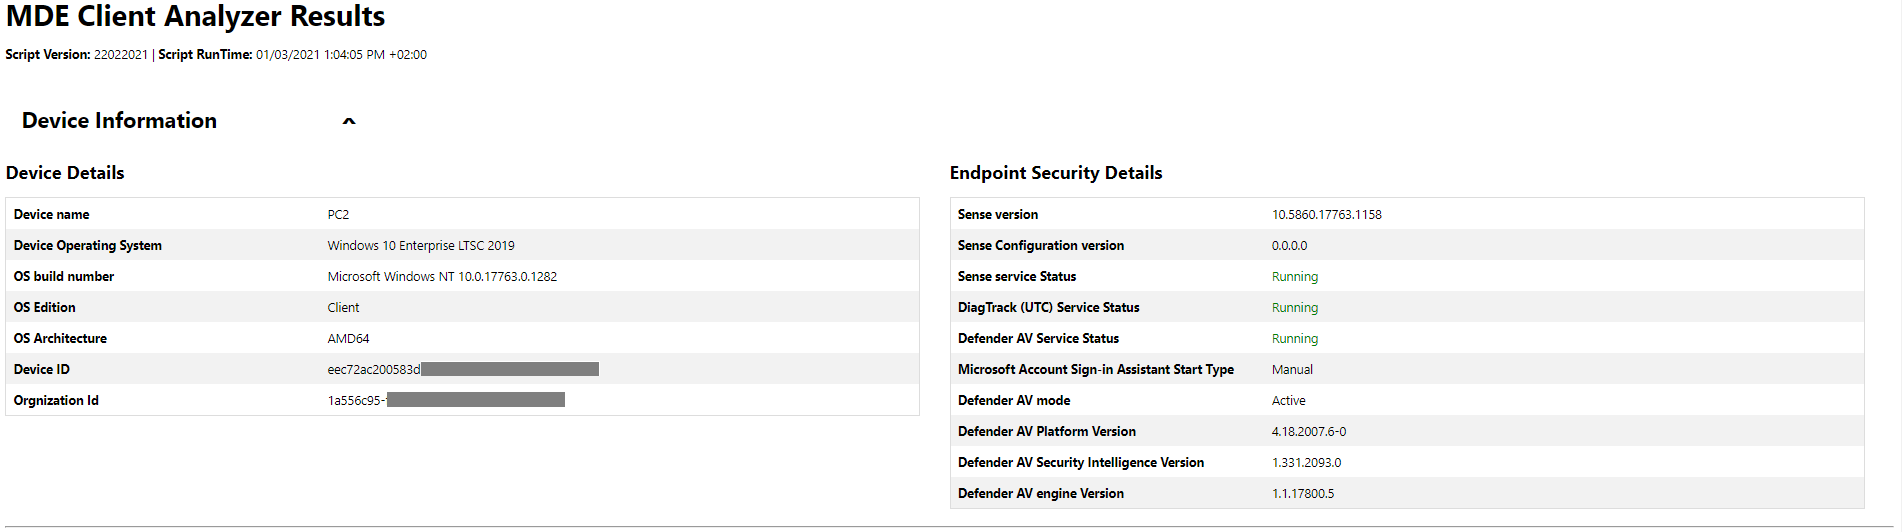 MDE Client Analyzer Results
Script Version: 22022021 | Script RunTime: 01/03/2021 1:04:05 PM +02:00
Device Information ^
Device Details
Device name PC2
Device Operating System Windows 10 Enterprise LTSC 2019
OS build number Microsoft Windows NT 10.0.17763.0.1282
OS Edition Client
OS Architecture AMD64
Device ID eec72ac200583d
Orgnization Id 1a556c95-
Endpoint Security Details
Sense version 10.5860.17763.1158
Sense Configuration version 0.0.0.0
Sense service Status Running
DiagTrack (UTC) Service Status Running
Defender AV Service Status Running
Microsoft Account Sign-in Assistant Start Type Manual
Defender AV mode Active
Defender AV Platform Version 4.18.2007.6-0
Defender AV Security Intelligence Version 1.331.2093.0
Defender AV engine Version 1.1.17800.5